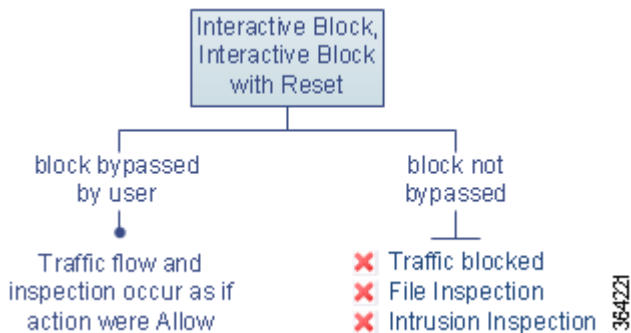 Interactive Block,
Interactive Block
with Reset
block bypassed
by user
block not
bypassed
Traffic flow and
inspection occur as if
action were Allow
Traffic blocked
File Inspection
Intrusion Inspection
364221